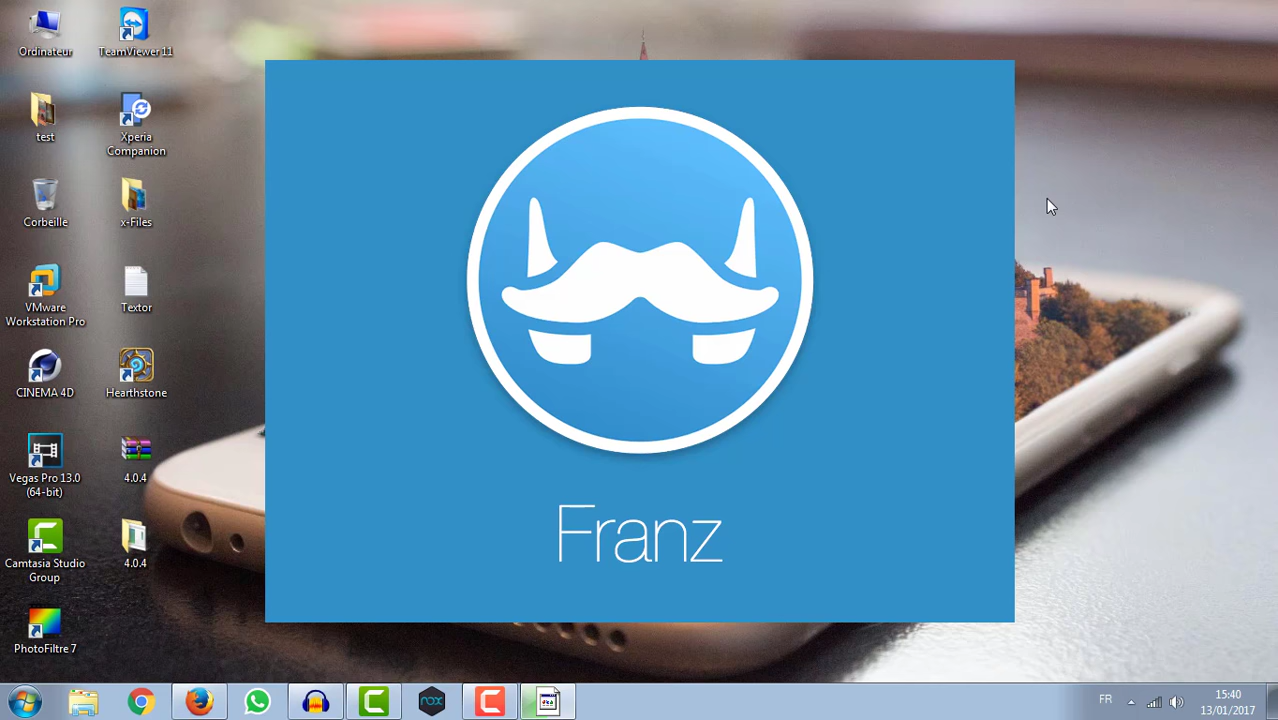 Ordinateur
TeamViewer 11
test
Xperia
Companion
Corbeille
x-Files
VMware
Workstation Pro
Textor
CINEMA 4D
Hearthstone
Vegas Pro 13.0
(64-bit)
4.0.4
Camtasia Studio
Group
4.0.4
PhotoFiltre 7
Franz
nox
FR
15:40
13/01/2017